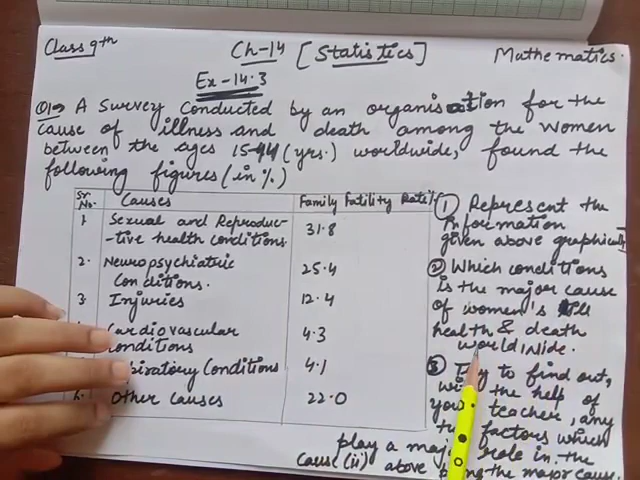 Class 9th
Ch-14 [Statistics]
Mathematics.
Ex-14.3
Q1 A Survey conducted by an organisation for the
cause of illness and death among the women
between the ages 15-44 (yrs.) worldwide, found the
following figures (in %)
Sr. No. Causes Family Fatility Rate%
1. Sexual and Reproduc-
-tive health conditions. 31.8
2. Neuropsychiatric
Conditions. 25.4
3. Injuries 12.4
Cardiovascular
Conditions 4.3
piratory Conditions 4.1
6. Other Causes 22.0
① Represent the
information
given above graphically
② Which conditions
is the major cause
of women's ill
health & death
worldwide.
③ Try to find out,
with the help of
your teacher, any
factors which
play a major role in the
Cause (ii) above being the major cause.